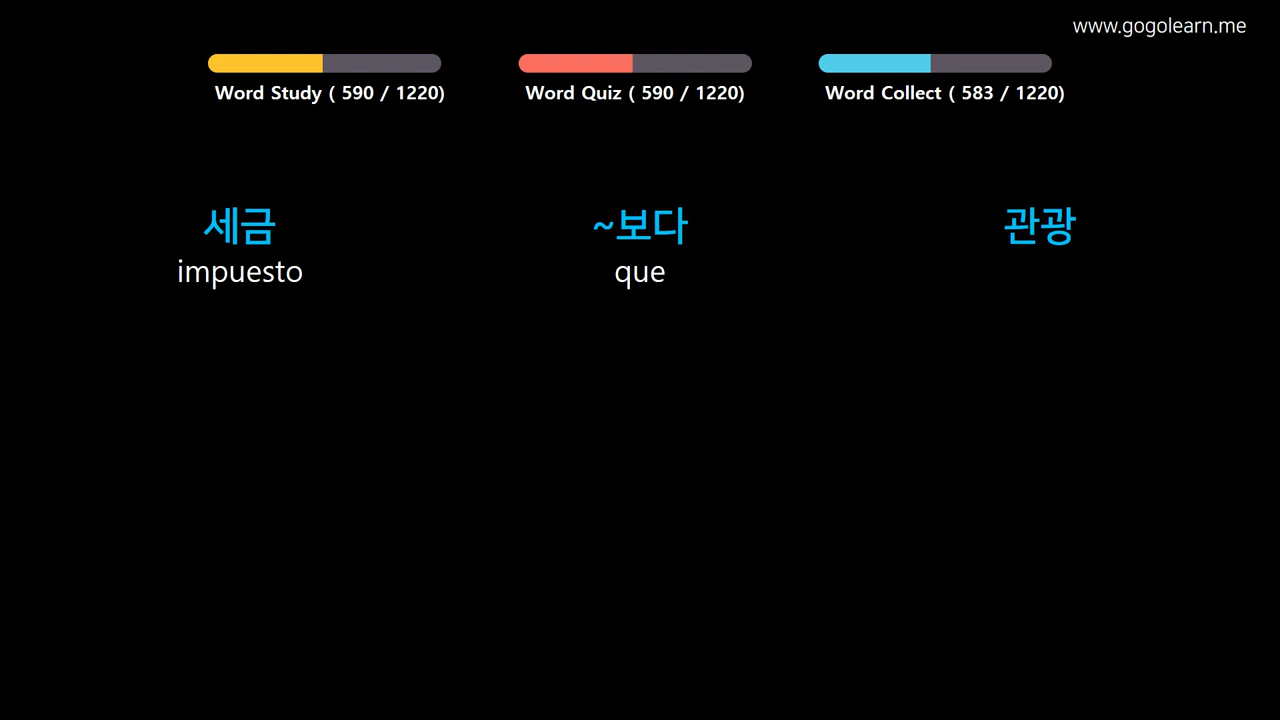 www.gogolearn.me
Word Study ( 590 / 1220)
Word Quiz ( 590 / 1220)
Word Collect ( 583 / 1220)
세금
~보다
관광
impuesto
que